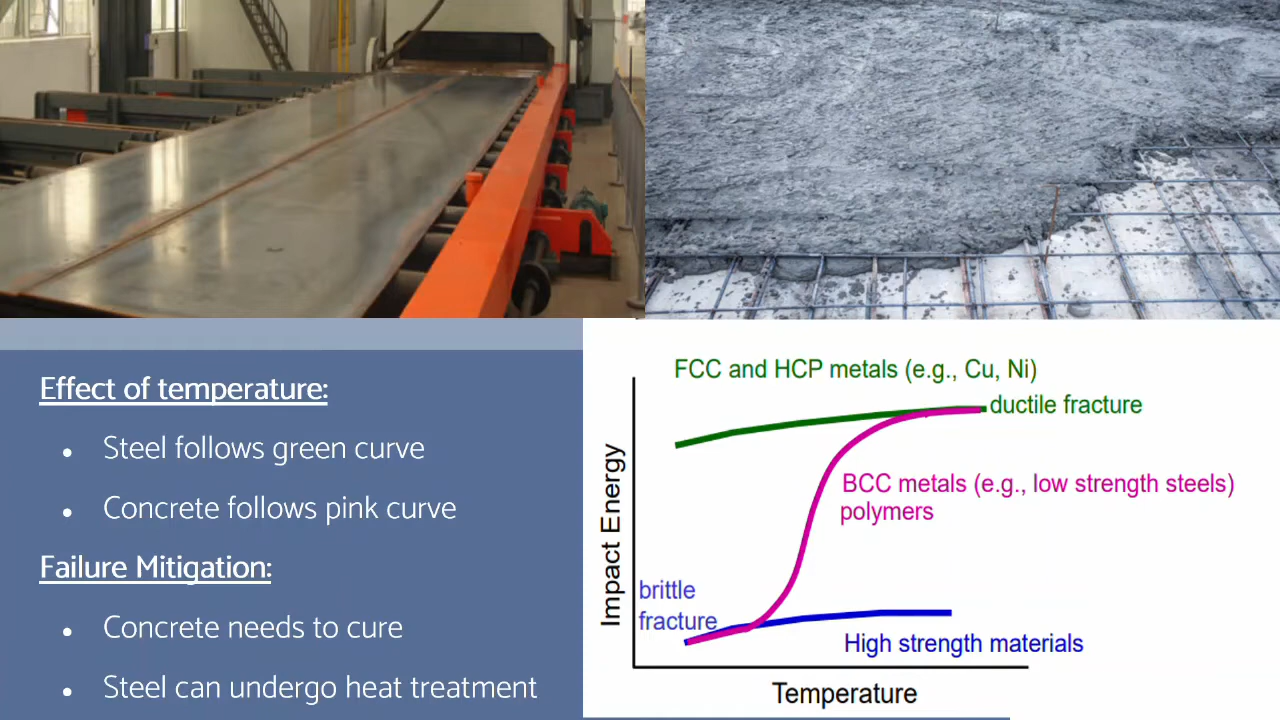 Effect of temperature:
Steel follows green curve
Concrete follows pink curve
Failure Mitigation:
Concrete needs to cure
Steel can undergo heat treatment
FCC and HCP metals (e.g., Cu, Ni)
ductile fracture
BCC metals (e.g., low strength steels)
polymers
brittle
fracture
High strength materials
Impact Energy
Temperature